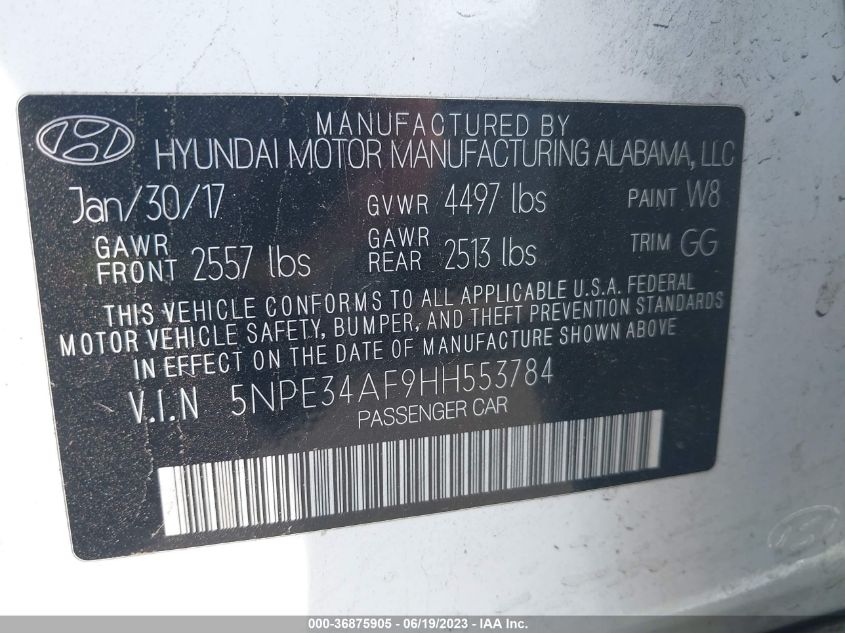 MANUFACTURED BY
HYUNDAI MOTOR MANUFACTURING ALABAMA, LLC
Jan/30/17 GVWR 4497 lbs PAINT W8
GAWR FRONT 2557 lbs GAWR REAR 2513 lbs TRIM GG
THIS VEHICLE CONFORMS TO ALL APPLICABLE U.S.A. FEDERAL
MOTOR VEHICLE SAFETY, BUMPER, AND THEFT PREVENTION STANDARDS
IN EFFECT ON THE DATE OF MANUFACTURE SHOWN ABOVE
V.I.N 5NPE34AF9HH553784
PASSENGER CAR
000-36875905 - 06/19/2023 - © IAA, Inc.